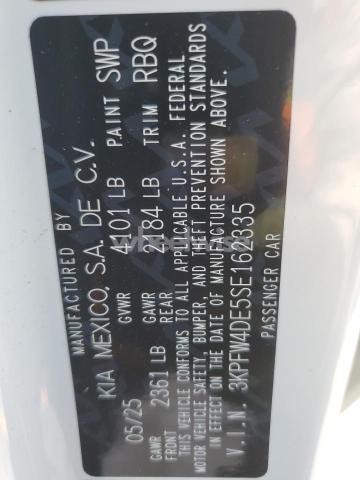 MANUFACTURED BY
KIA MEXICO, S.A. DE C.V.
05/25 GVWR 4101 LB PAINT SWP
GAWR FRONT 2361 LB GAWR REAR 2184 LB TRIM RBQ
THIS VEHICLE CONFORMS TO ALL APPLICABLE U.S.A. FEDERAL
MOTOR VEHICLE SAFETY, BUMPER, AND THEFT PREVENTION STANDARDS
IN EFFECT ON THE DATE OF MANUFACTURE SHOWN ABOVE.
V.I.N. 3KPFW4DE5SE162335
PASSENGER CAR